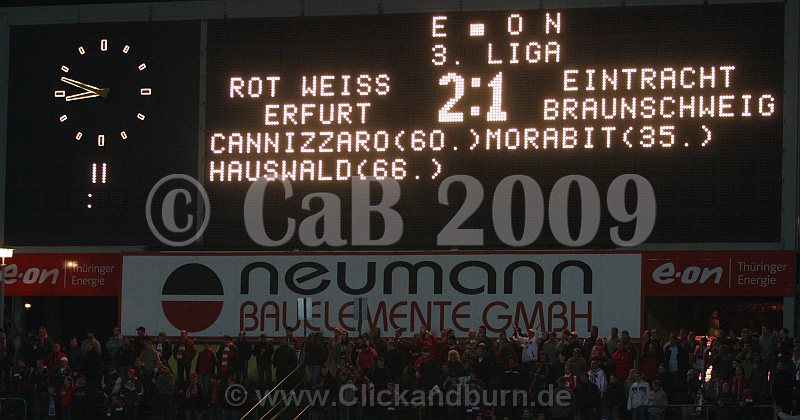 E.ON
3. LIGA
ROT WEISS ERFURT 2:1 EINTRACHT BRAUNSCHWEIG
CANNIZZARO(60.) MORABIT(35.)
HAUSWALD(66.)
© CaB 2009
e·on Thüringer Energie
neumann
BAUELEMENTE GMBH
e·on Thüringer Energie
© www.Clickandburn.de